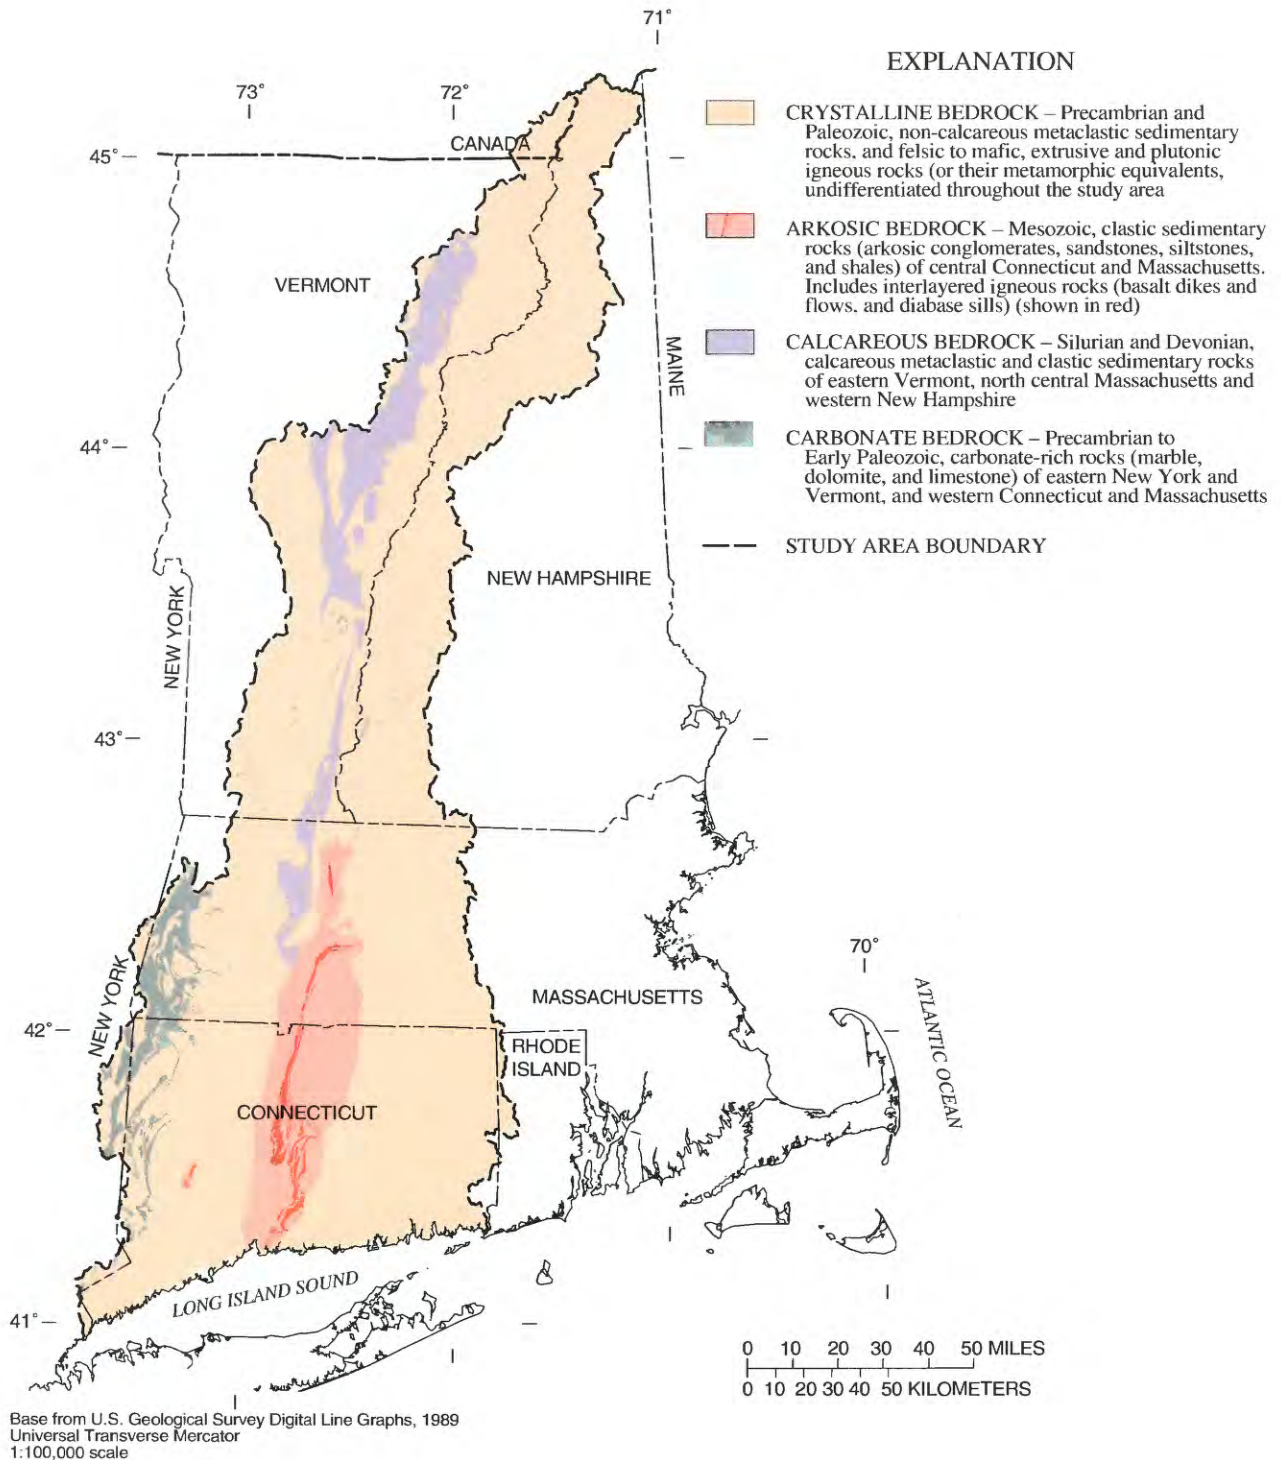 71°
EXPLANATION
73°
72°
CRYSTALLINE BEDROCK – Precambrian and
Paleozoic, non-calcareous metaclastic sedimentary
rocks, and felsic to mafic, extrusive and plutonic
igneous rocks (or their metamorphic equivalents,
undifferentiated throughout the study area
CANADA
45°
ARKOSIC BEDROCK – Mesozoic, clastic sedimentary
rocks (arkosic conglomerates, sandstones, siltstones,
and shales) of central Connecticut and Massachusetts.
Includes interlayered igneous rocks (basalt dikes and
flows, and diabase sills) (shown in red)
VERMONT
MAINE
CALCAREOUS BEDROCK – Silurian and Devonian,
calcareous metaclastic and clastic sedimentary rocks
of eastern Vermont, north central Massachusetts and
western New Hampshire
44°
CARBONATE BEDROCK – Precambrian to
Early Paleozoic, carbonate-rich rocks (marble,
dolomite, and limestone) of eastern New York and
Vermont, and western Connecticut and Massachusetts
STUDY AREA BOUNDARY
NEW HAMPSHIRE
NEW YORK
43°
70°
NEW YORK
MASSACHUSETTS
ATLANTIC OCEAN
42°
RHODE
ISLAND
CONNECTICUT
LONG ISLAND SOUND
41°
0 10 20 30 40 50 MILES
0 10 20 30 40 50 KILOMETERS
Base from U.S. Geological Survey Digital Line Graphs, 1989
Universal Transverse Mercator
1:100,000 scale